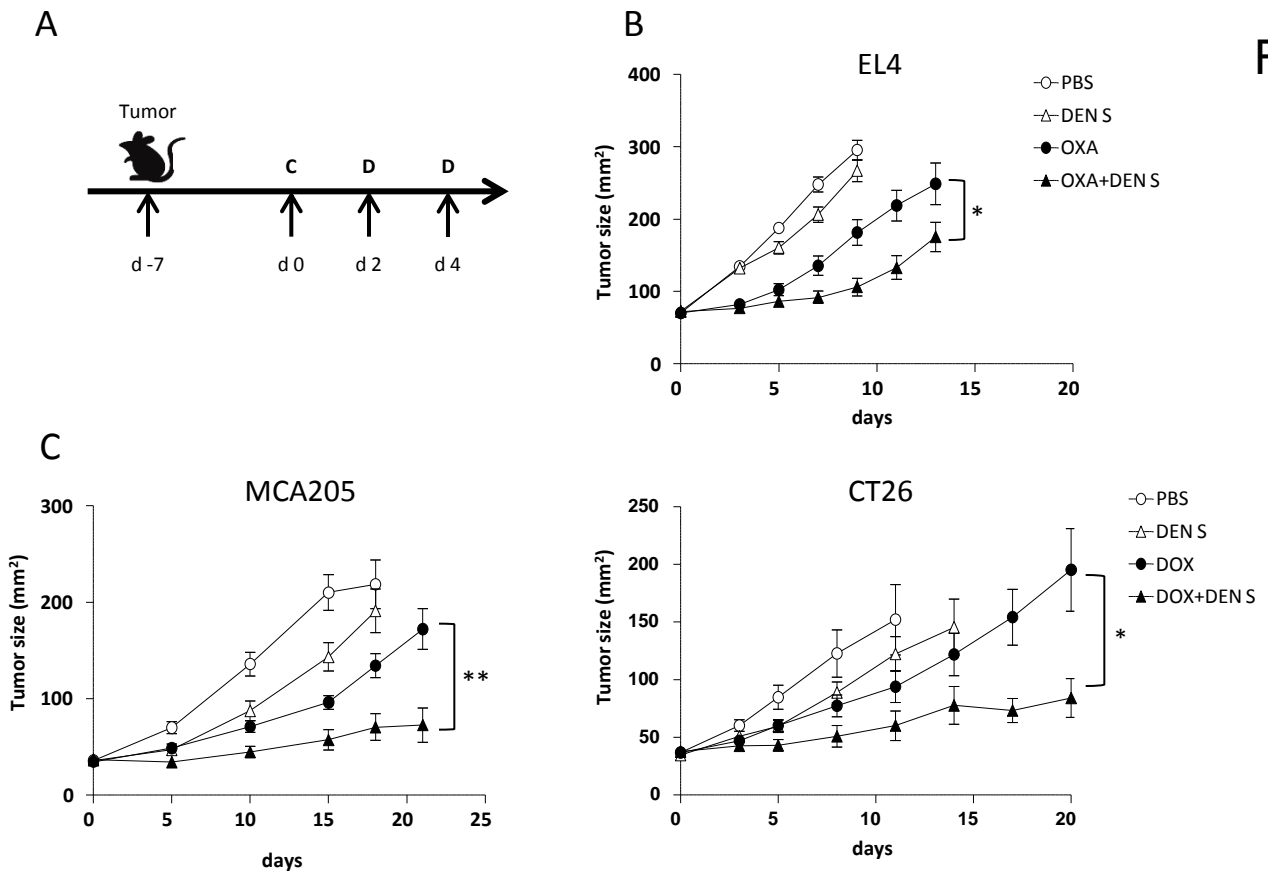 A
Tumor
C D D
d -7 d 0 d 2 d 4
B
F
EL4
Tumor size (mm²)
400
300
200
100
0
0 5 10 15 20
days
PBS
DEN S
OXA
OXA+DEN S
*
C
MCA205
Tumor size (mm²)
300
200
100
0
0 5 10 15 20 25
days
**
CT26
Tumor size (mm²)
250
200
150
100
50
0
0 5 10 15 20
days
PBS
DEN S
DOX
DOX+DEN S
*